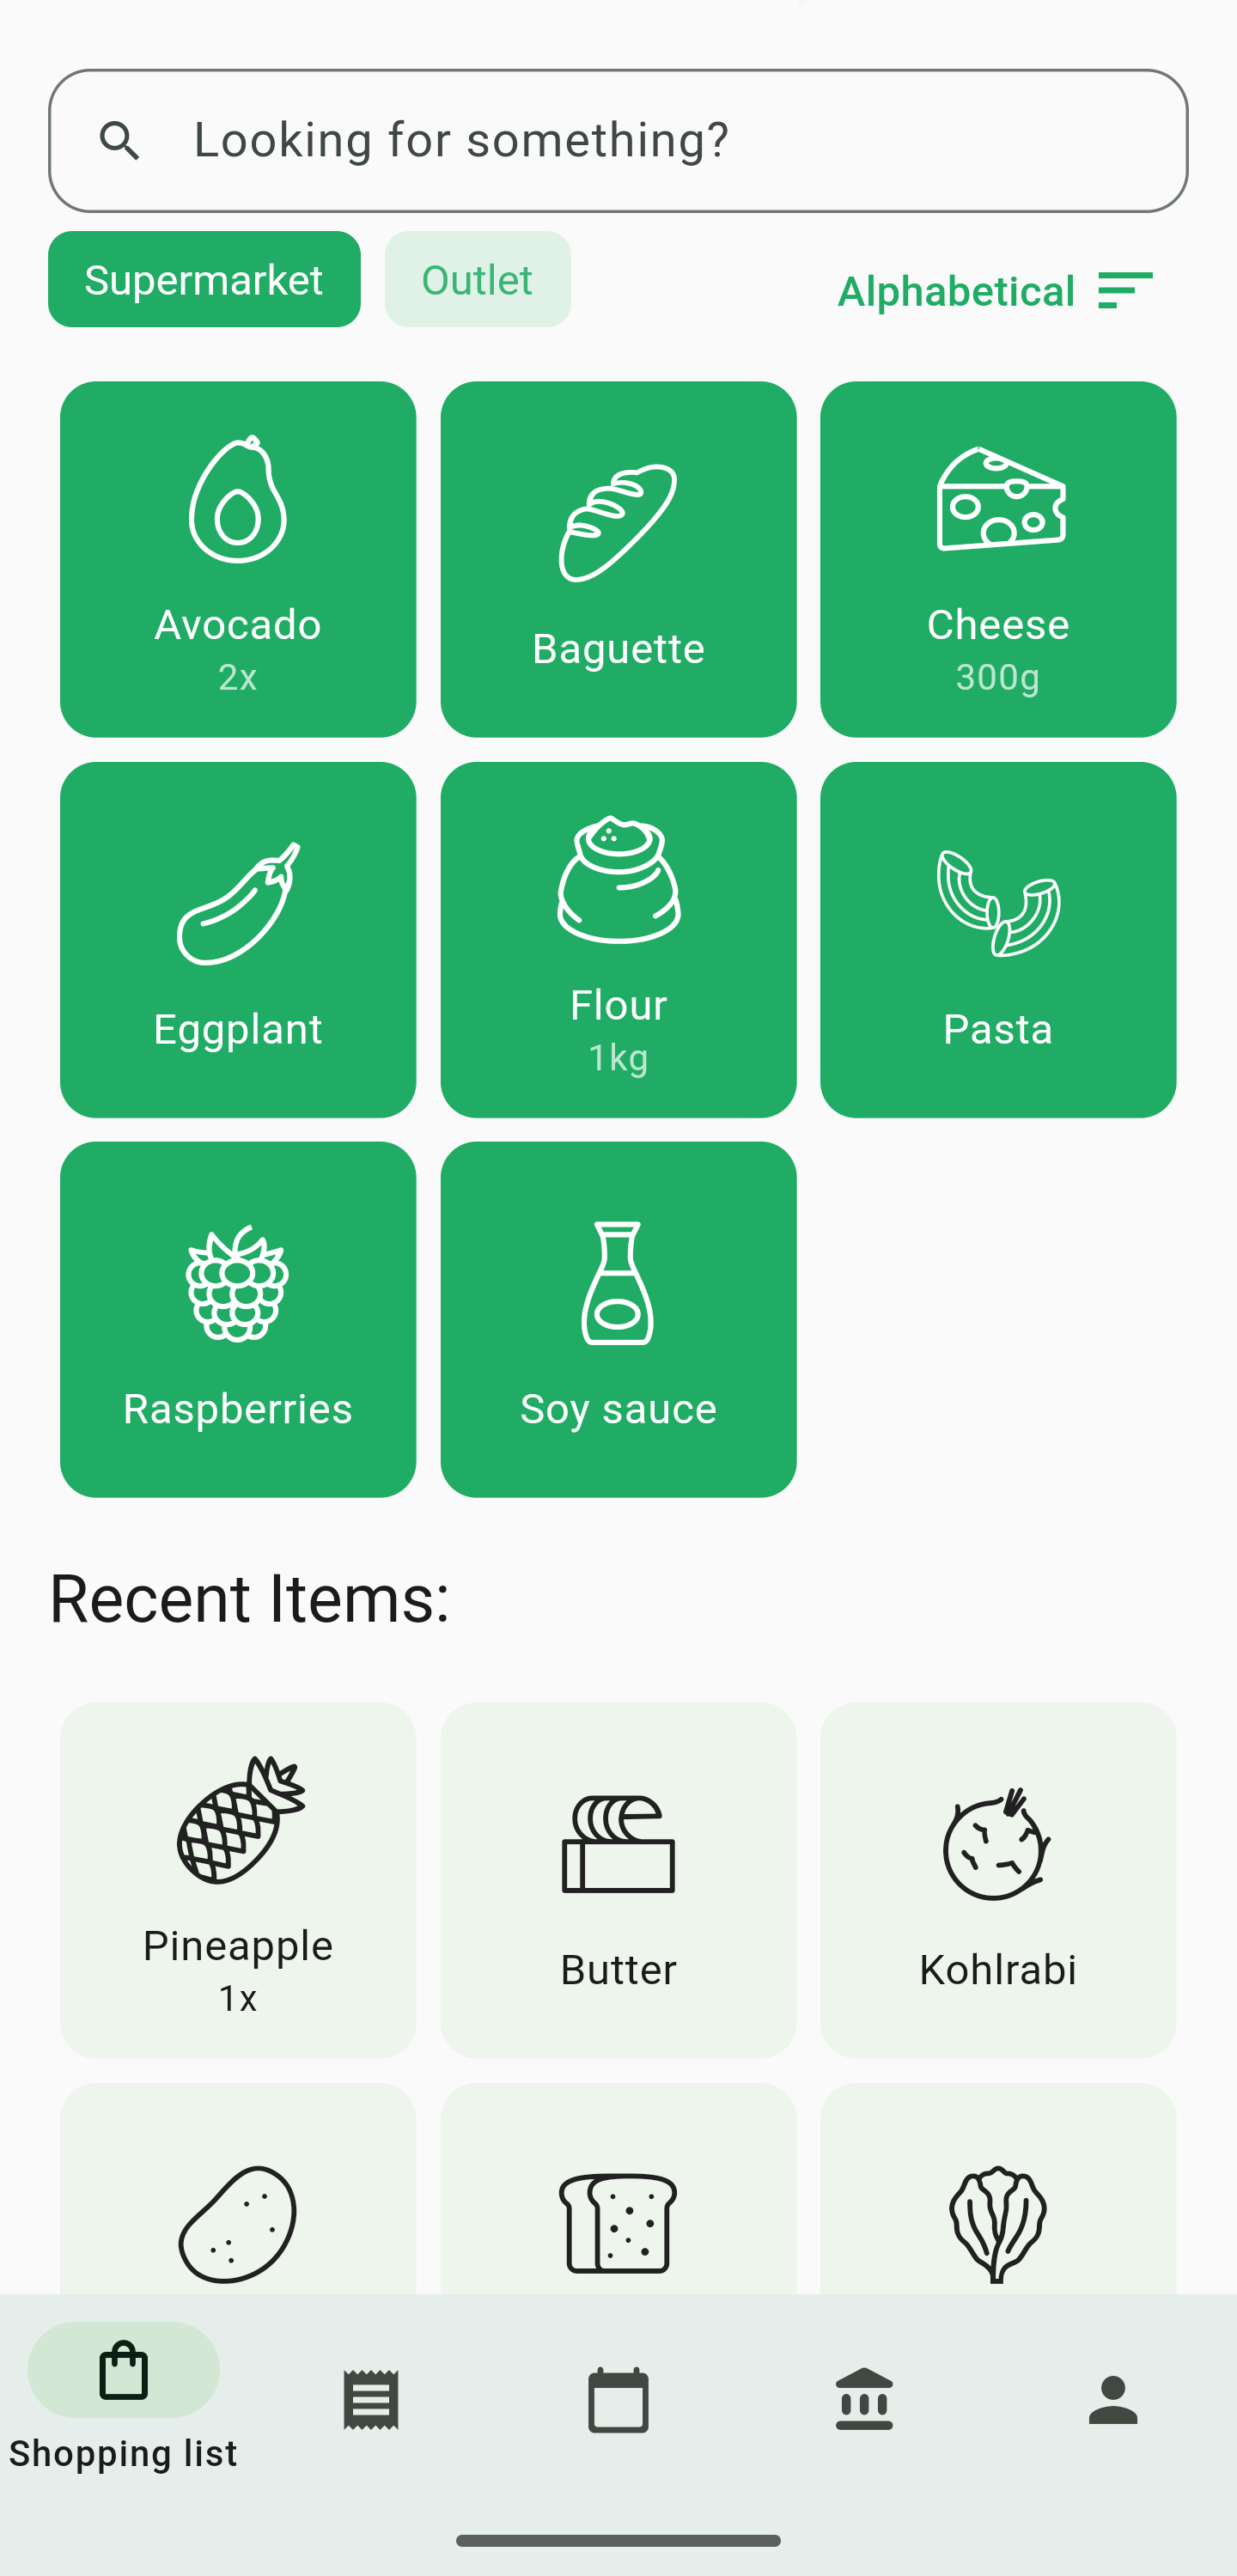 Looking for something?
Supermarket
Outlet
Alphabetical
Avocado
2x
Baguette
Cheese
300g
Eggplant
Flour
1kg
Pasta
Raspberries
Soy sauce
Recent Items:
Pineapple
1x
Butter
Kohlrabi
Shopping list